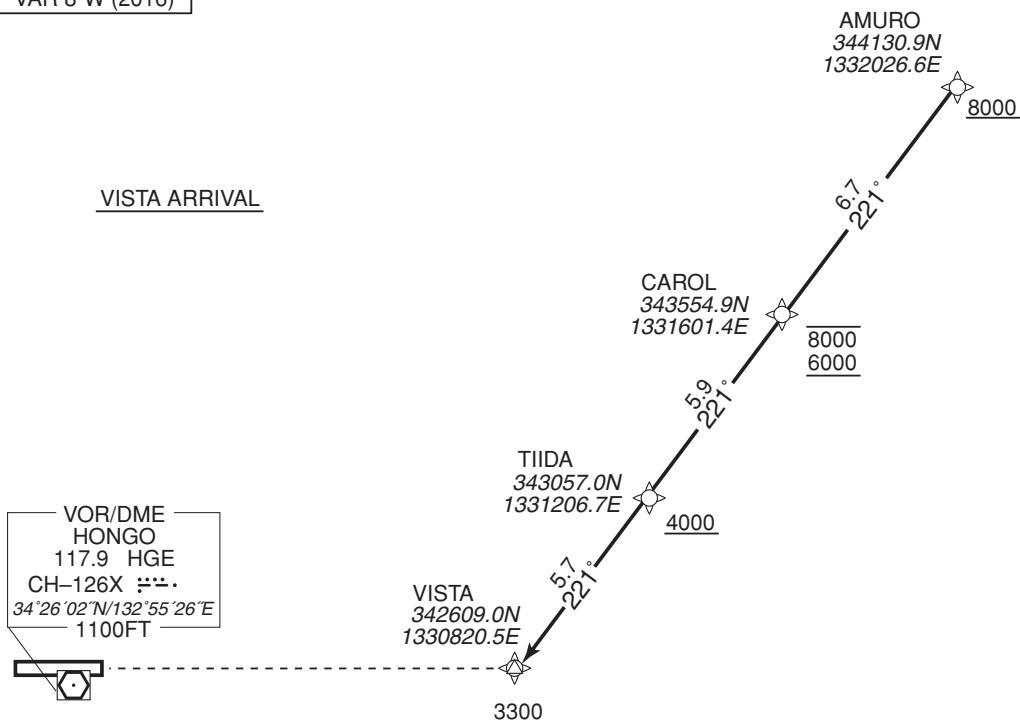 VAR 8°W (2016)
AMURO
344130.9N
1332026.6E
8000
VISTA ARRIVAL
6.7
221°
CAROL
343554.9N
1331601.4E
8000
6000
5.9
221°
TIIDA
343057.0N
1331206.7E
4000
5.7
221°
VOR/DME
HONGO
117.9 HGE
CH–126X
34°26´02˝N/132°55´26˝E
1100FT
VISTA
342609.0N
1330820.5E
3300